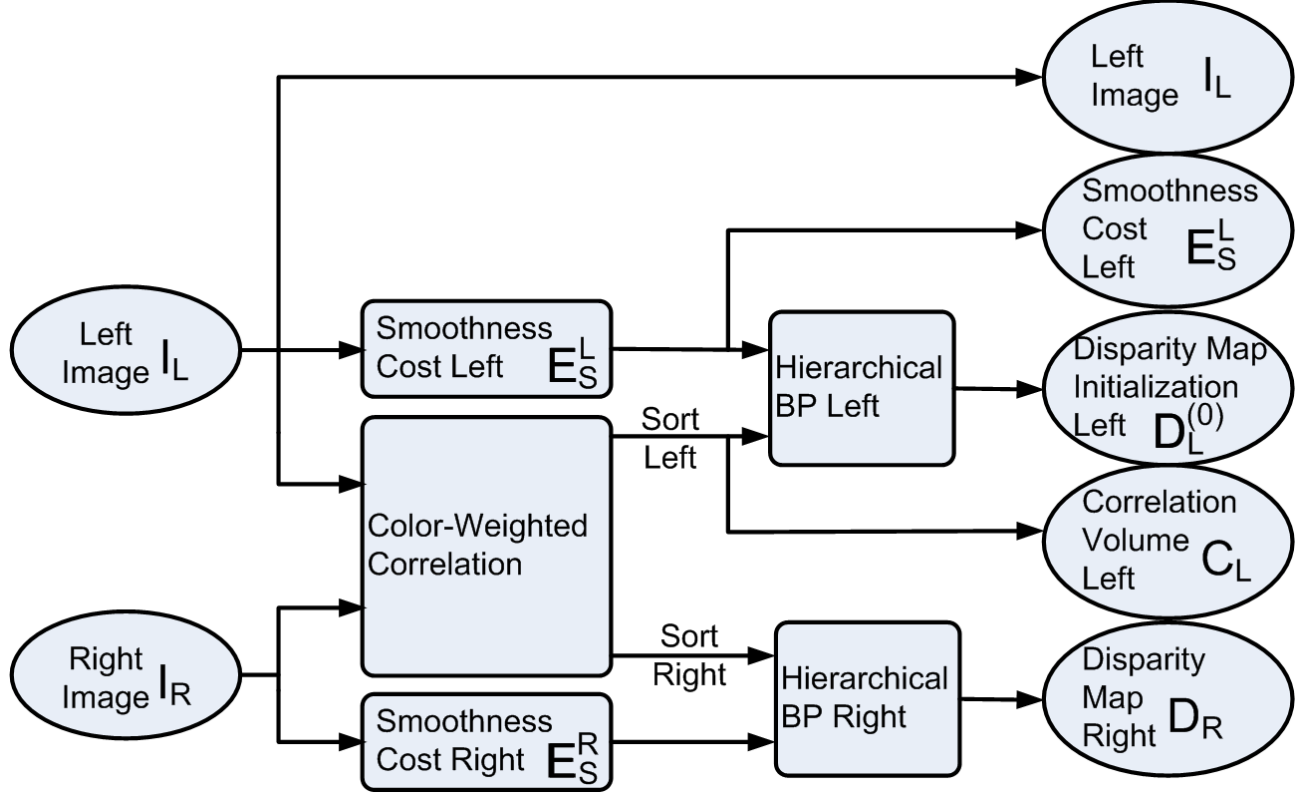 Left
Image I_L
Smoothness
Cost Left E_S^L
Color-Weighted
Correlation
Right
Image I_R
Smoothness
Cost Right E_S^R
Sort
Left
Sort
Right
Hierarchical
BP Left
Hierarchical
BP Right
Left
Image I_L
Smoothness
Cost
Left E_S^L
Disparity Map
Initialization
Left D_L^(0)
Correlation
Volume
Left C_L
Disparity
Map
Right D_R